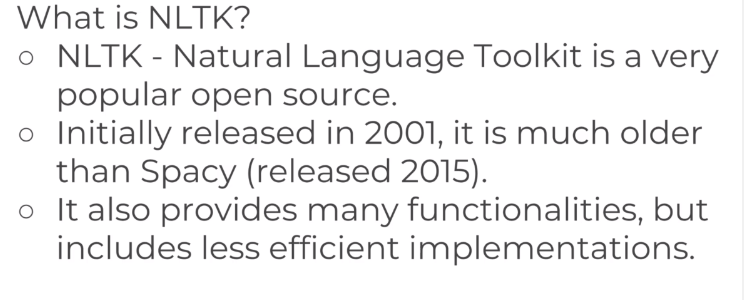 What is NLTK?
○ NLTK - Natural Language Toolkit is a very
popular open source.
○ Initially released in 2001, it is much older
than Spacy (released 2015).
○ It also provides many functionalities, but
includes less efficient implementations.